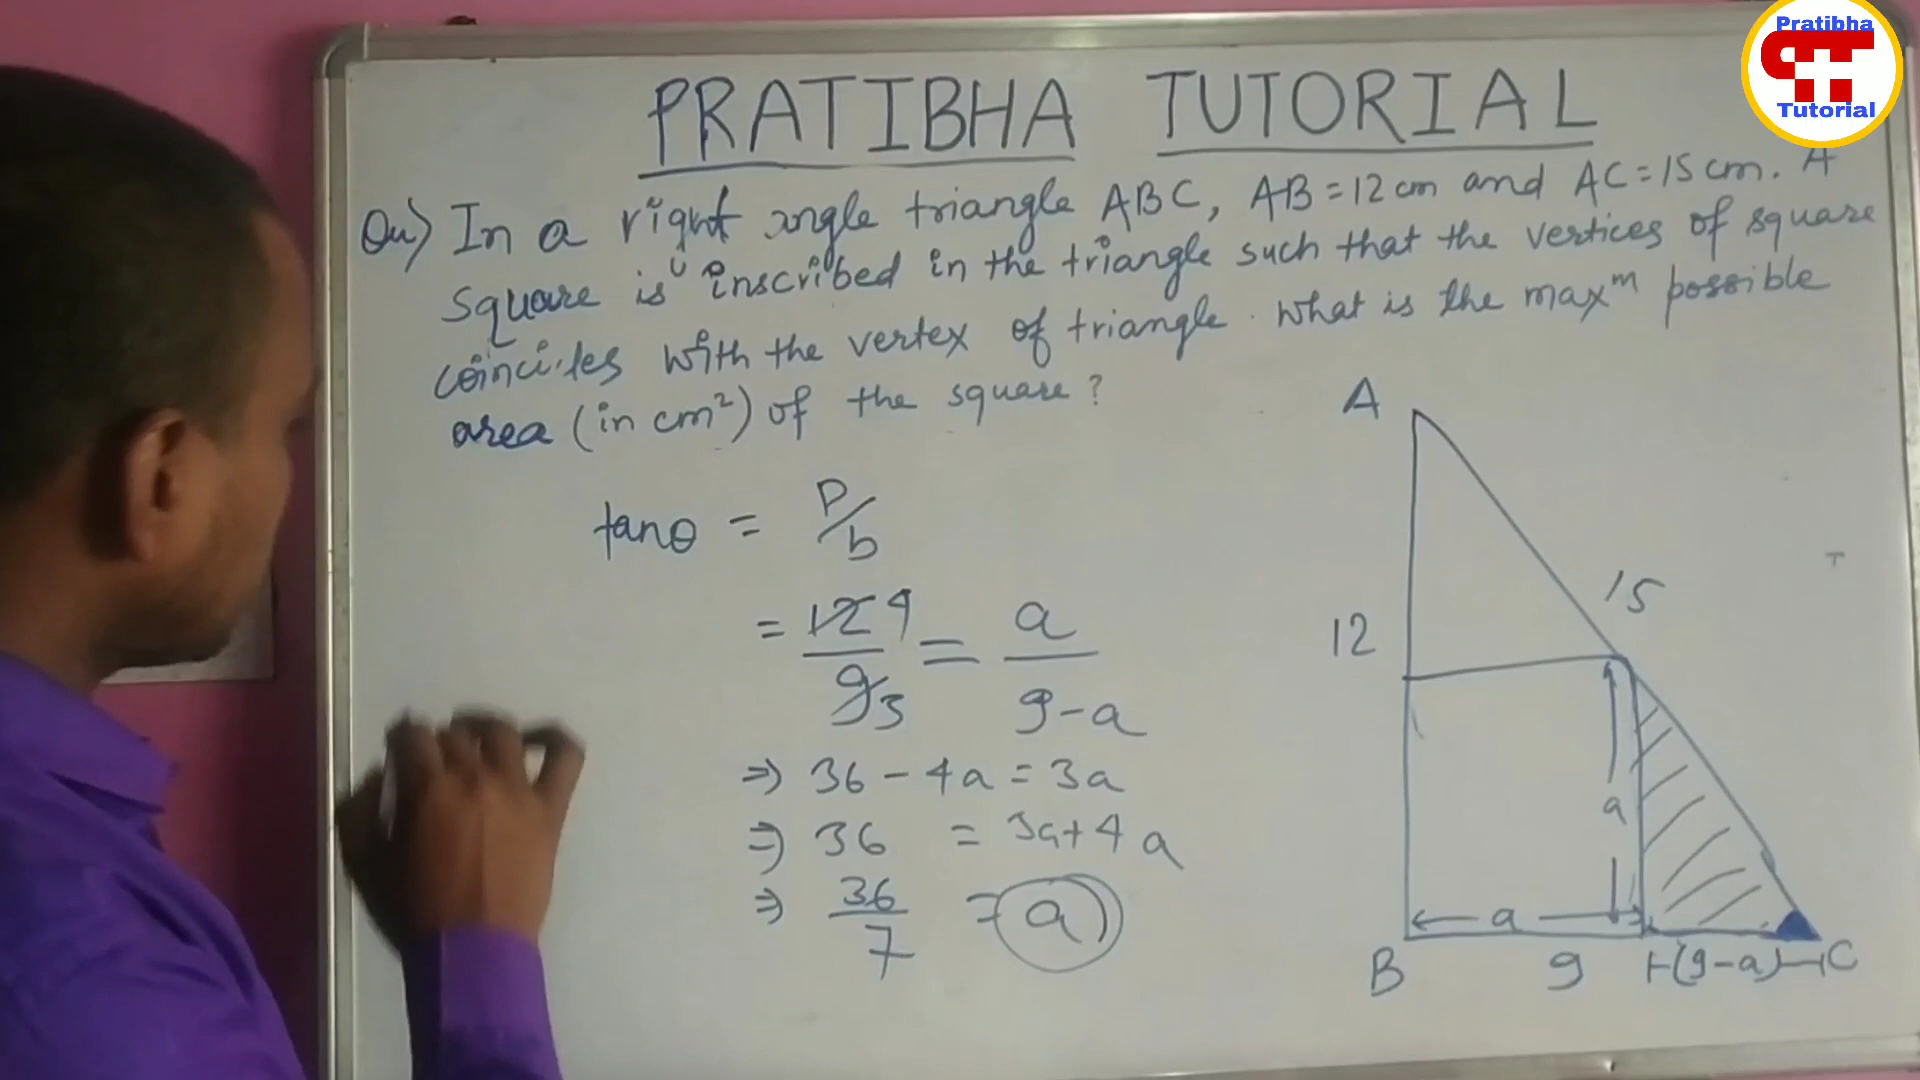 Pratibha
Tutorial
PRATIBHA TUTORIAL
Qu) In a right angle triangle ABC, AB = 12 cm and AC = 15 cm. A
square is inscribed in the triangle such that the vertices of square
coincides with the vertex of triangle. what is the maxᵐ possible
area (in cm²) of the square?
tanθ = P/b
= 12 4 / 9 3 = a / 9-a
⇒ 36 - 4a = 3a
⇒ 36 = 3a+4a
⇒ 36/7 = a
A
15
12
a
a
B 9 (9-a) C